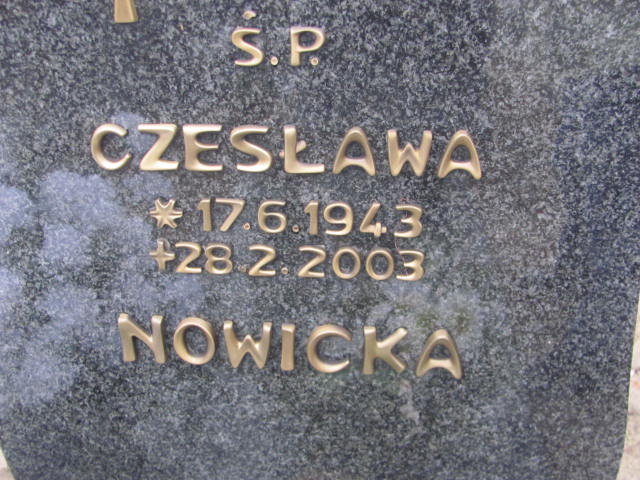 Ś.P.
CZESŁAWA
* 17.6.1943
+28.2.2003
NOWICKA